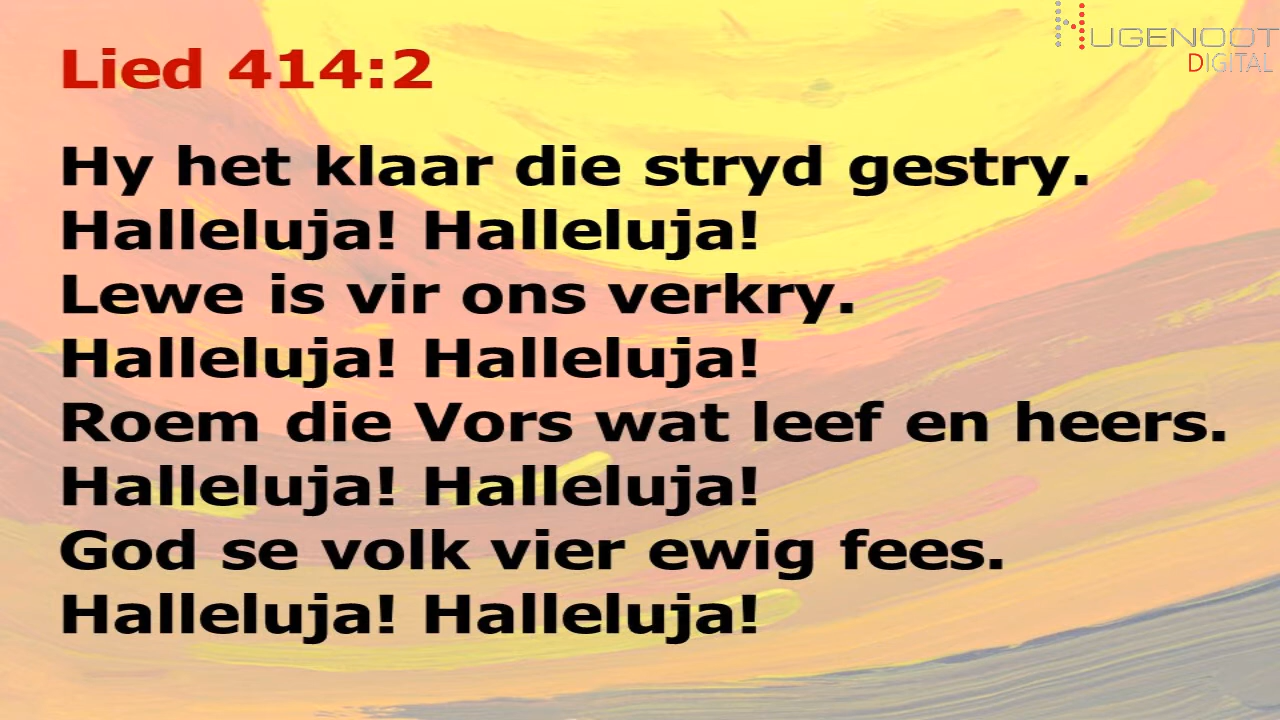 HUGENOOT
DIGITAL
Lied 414:2
Hy het klaar die stryd gestry.
Halleluja! Halleluja!
Lewe is vir ons verkry.
Halleluja! Halleluja!
Roem die Vors wat leef en heers.
Halleluja! Halleluja!
God se volk vier ewig fees.
Halleluja! Halleluja!